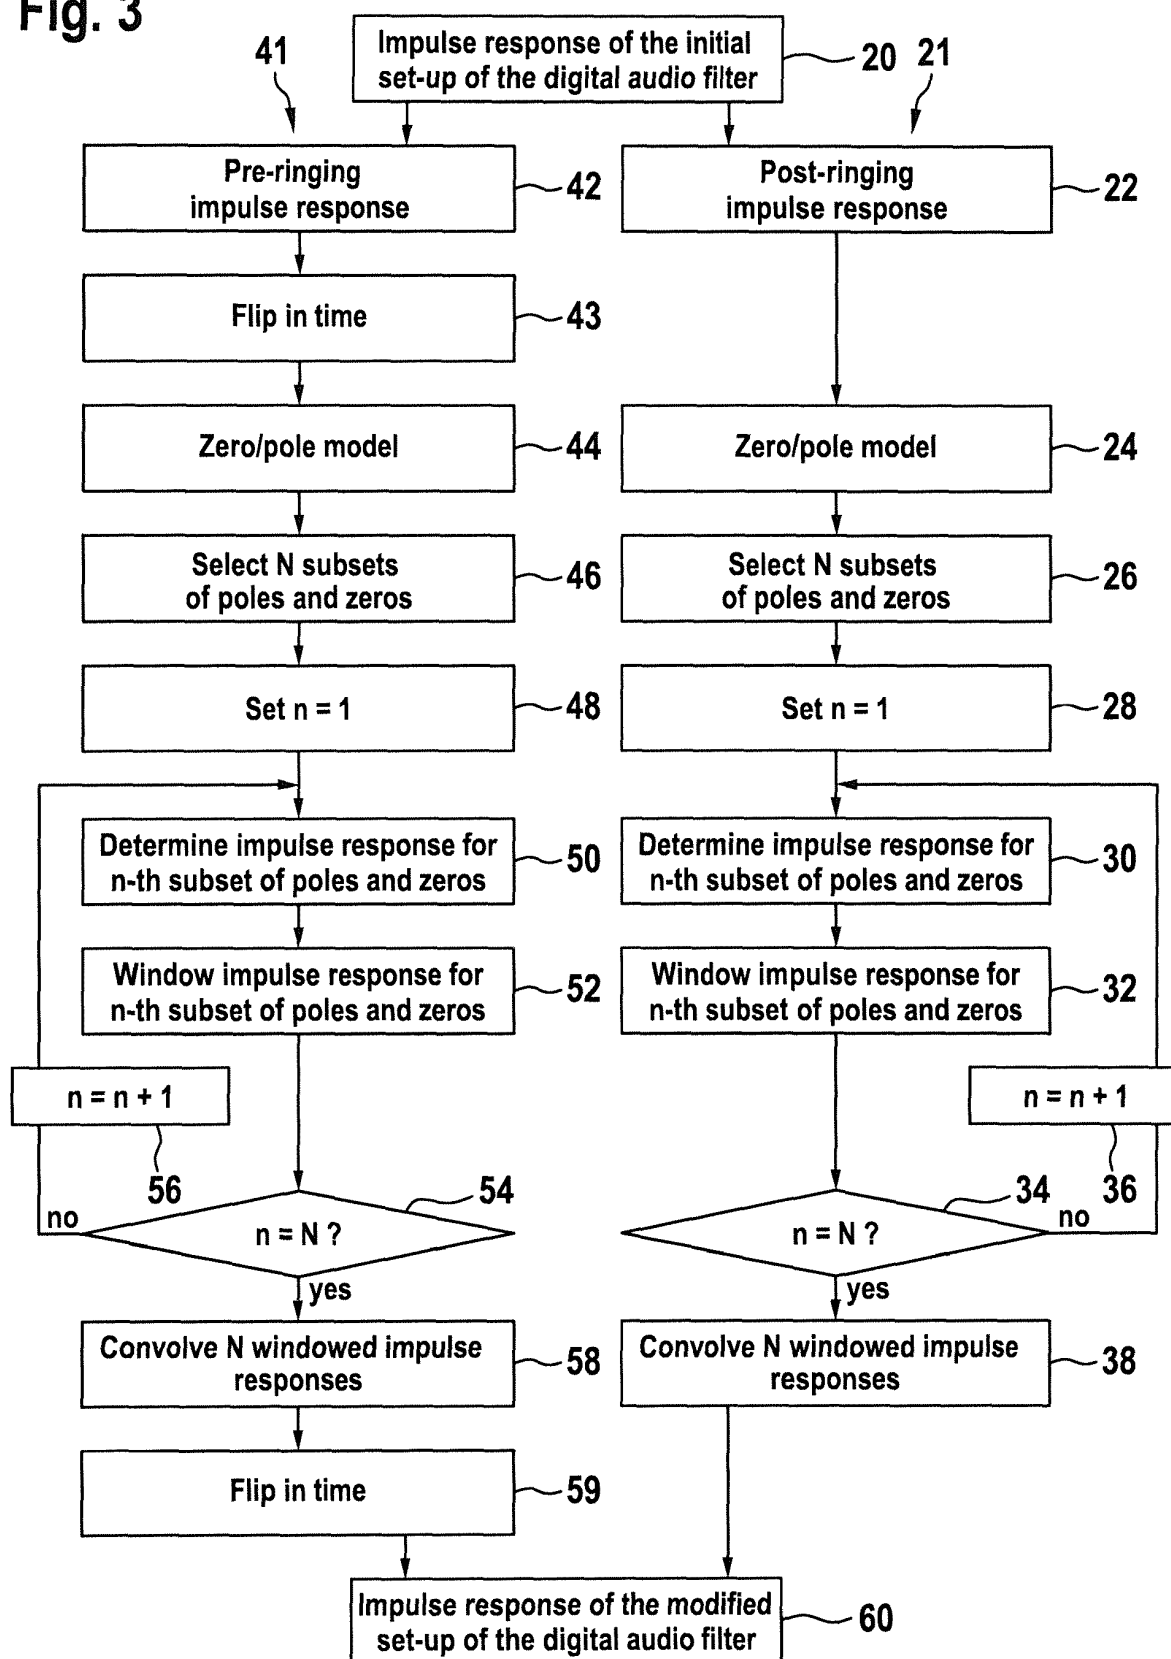 Fig. 3
Impulse response of the initial
set-up of the digital audio filter
20
41
21
Pre-ringing
impulse response
42
Post-ringing
impulse response
22
Flip in time
43
Zero/pole model
44
Zero/pole model
24
Select N subsets
of poles and zeros
46
Select N subsets
of poles and zeros
26
Set n = 1
48
Set n = 1
28
Determine impulse response for
n-th subset of poles and zeros
50
Determine impulse response for
n-th subset of poles and zeros
30
Window impulse response for
n-th subset of poles and zeros
52
Window impulse response for
n-th subset of poles and zeros
32
n = n + 1
56
n = n + 1
36
n = N ?
54
no
yes
n = N ?
34
no
yes
Convolve N windowed impulse
responses
58
Convolve N windowed impulse
responses
38
Flip in time
59
Impulse response of the modified
set-up of the digital audio filter
60